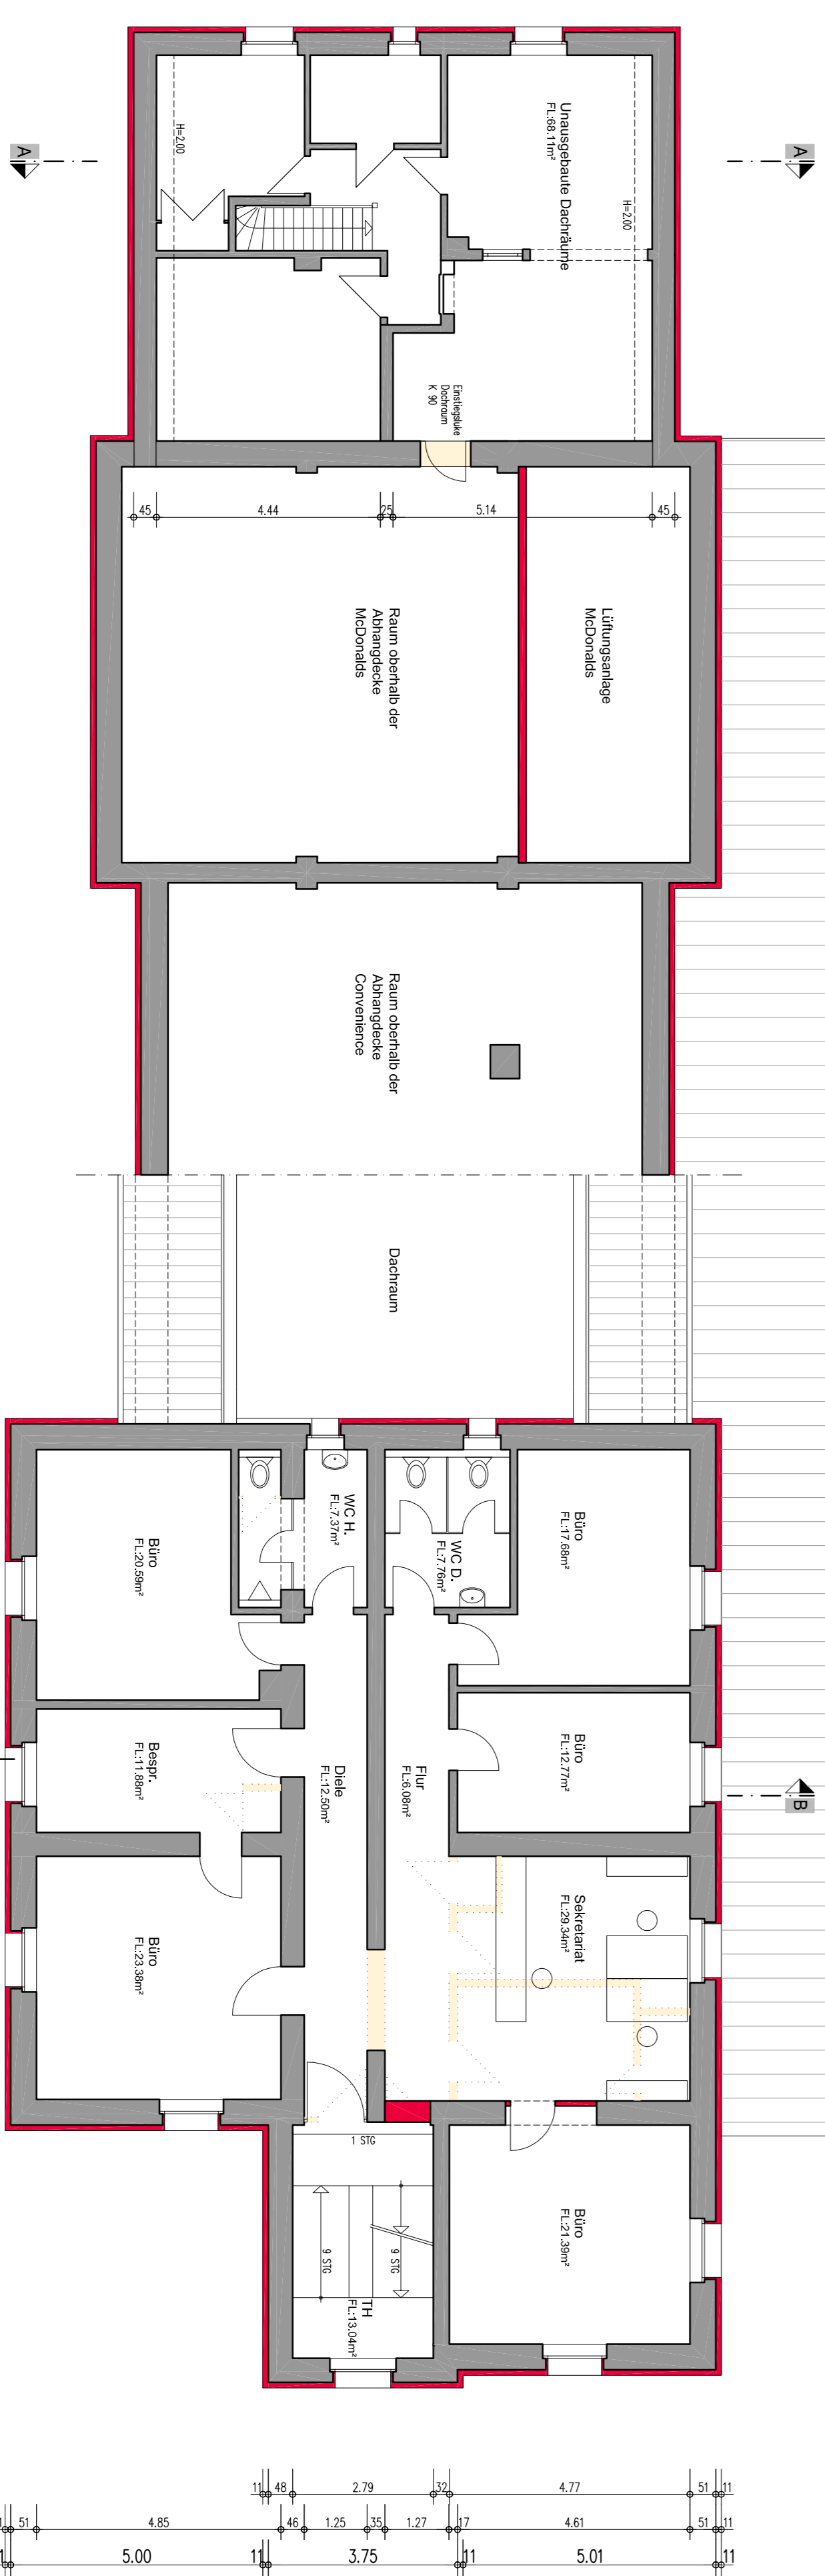 A
A
H=2.00
Unausgebaute Dachräume
FL:68.11m²
H=2.00
Einstiegsluke
Dachraum
K 90
45
4.44
25
5.14
45
Raum oberhalb der
Abhangdecke
McDonalds
Lüftungsanlage
McDonalds
Raum oberhalb der
Abhangdecke
Convenience
Dachraum
Büro
FL:20.59m²
WC H.
FL:7.37m²
WC D.
FL:7.76m²
Büro
FL:17.68m²
Bespr.
FL:11.88m²
Diele
FL:12.50m²
Flur
FL:6.08m²
Büro
FL:12.77m²
B
Büro
FL:23.38m²
Sekretariat
FL:29.34m²
1 STG
9 STG
9 STG
TH
FL:13.04m²
Büro
FL:21.39m²
11
48
2.79
32
4.77
51
11
51
4.85
46
1.25
35
1.27
17
4.61
51
11
5.00
11
3.75
11
5.01
11